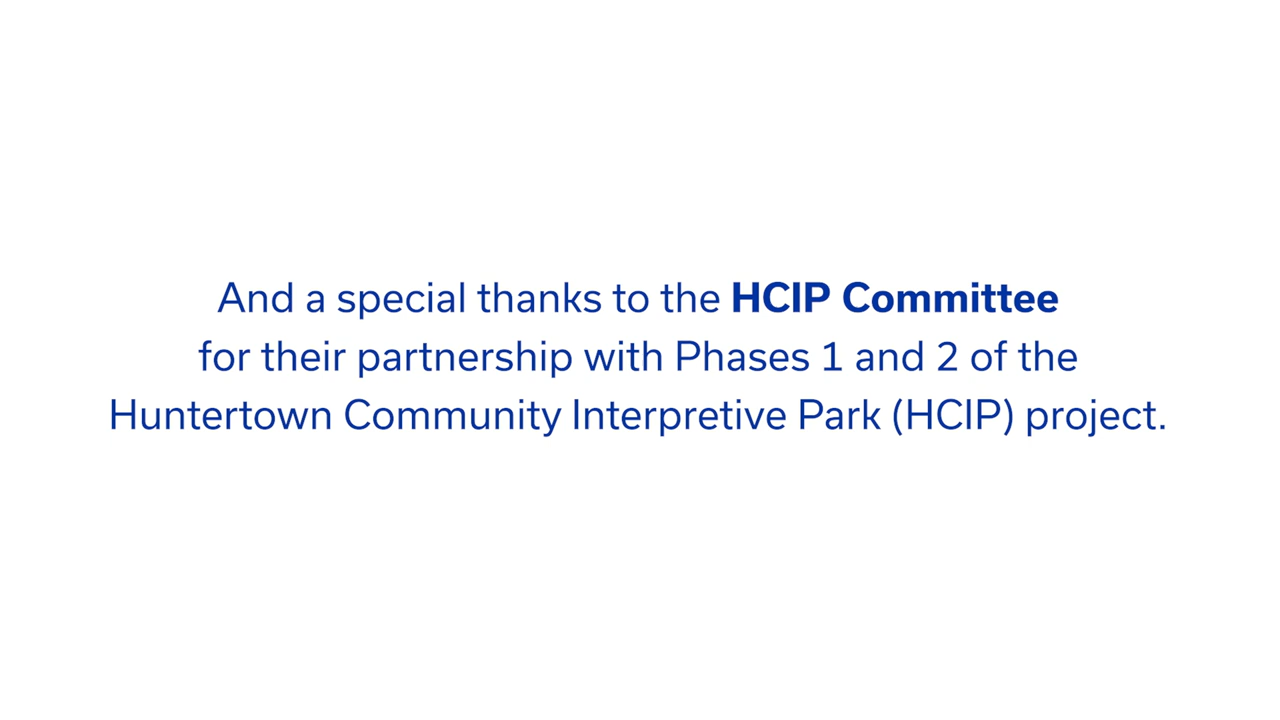 And a special thanks to the HCIP Committee
for their partnership with Phases 1 and 2 of the
Huntertown Community Interpretive Park (HCIP) project.